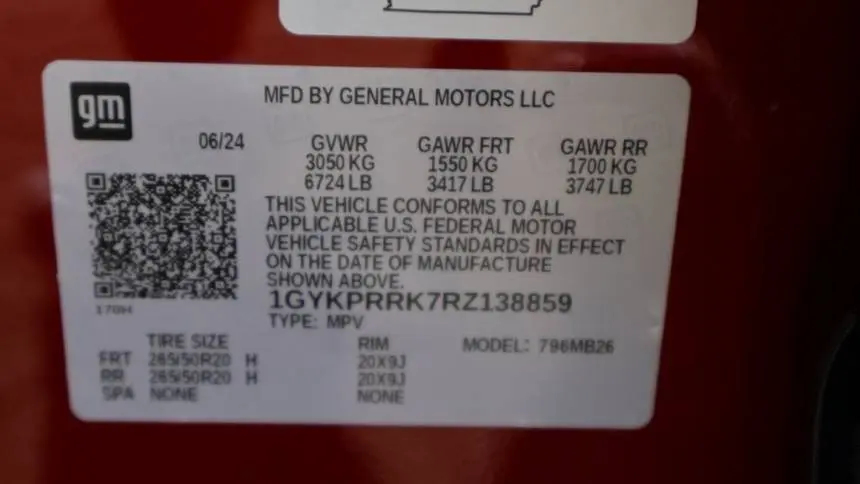 gm
MFD BY GENERAL MOTORS LLC
06/24 GVWR GAWR FRT GAWR RR
3050 KG 1550 KG 1700 KG
6724 LB 3417 LB 3747 LB
THIS VEHICLE CONFORMS TO ALL
APPLICABLE U.S. FEDERAL MOTOR
VEHICLE SAFETY STANDARDS IN EFFECT
ON THE DATE OF MANUFACTURE
SHOWN ABOVE.
1GYKPRRK7RZ138859
TYPE: MPV
TIRE SIZE RIM MODEL: 796MB26
FRT 265/50R20 H 20X9J
RR 265/50R20 H 20X9J
SPA NONE NONE